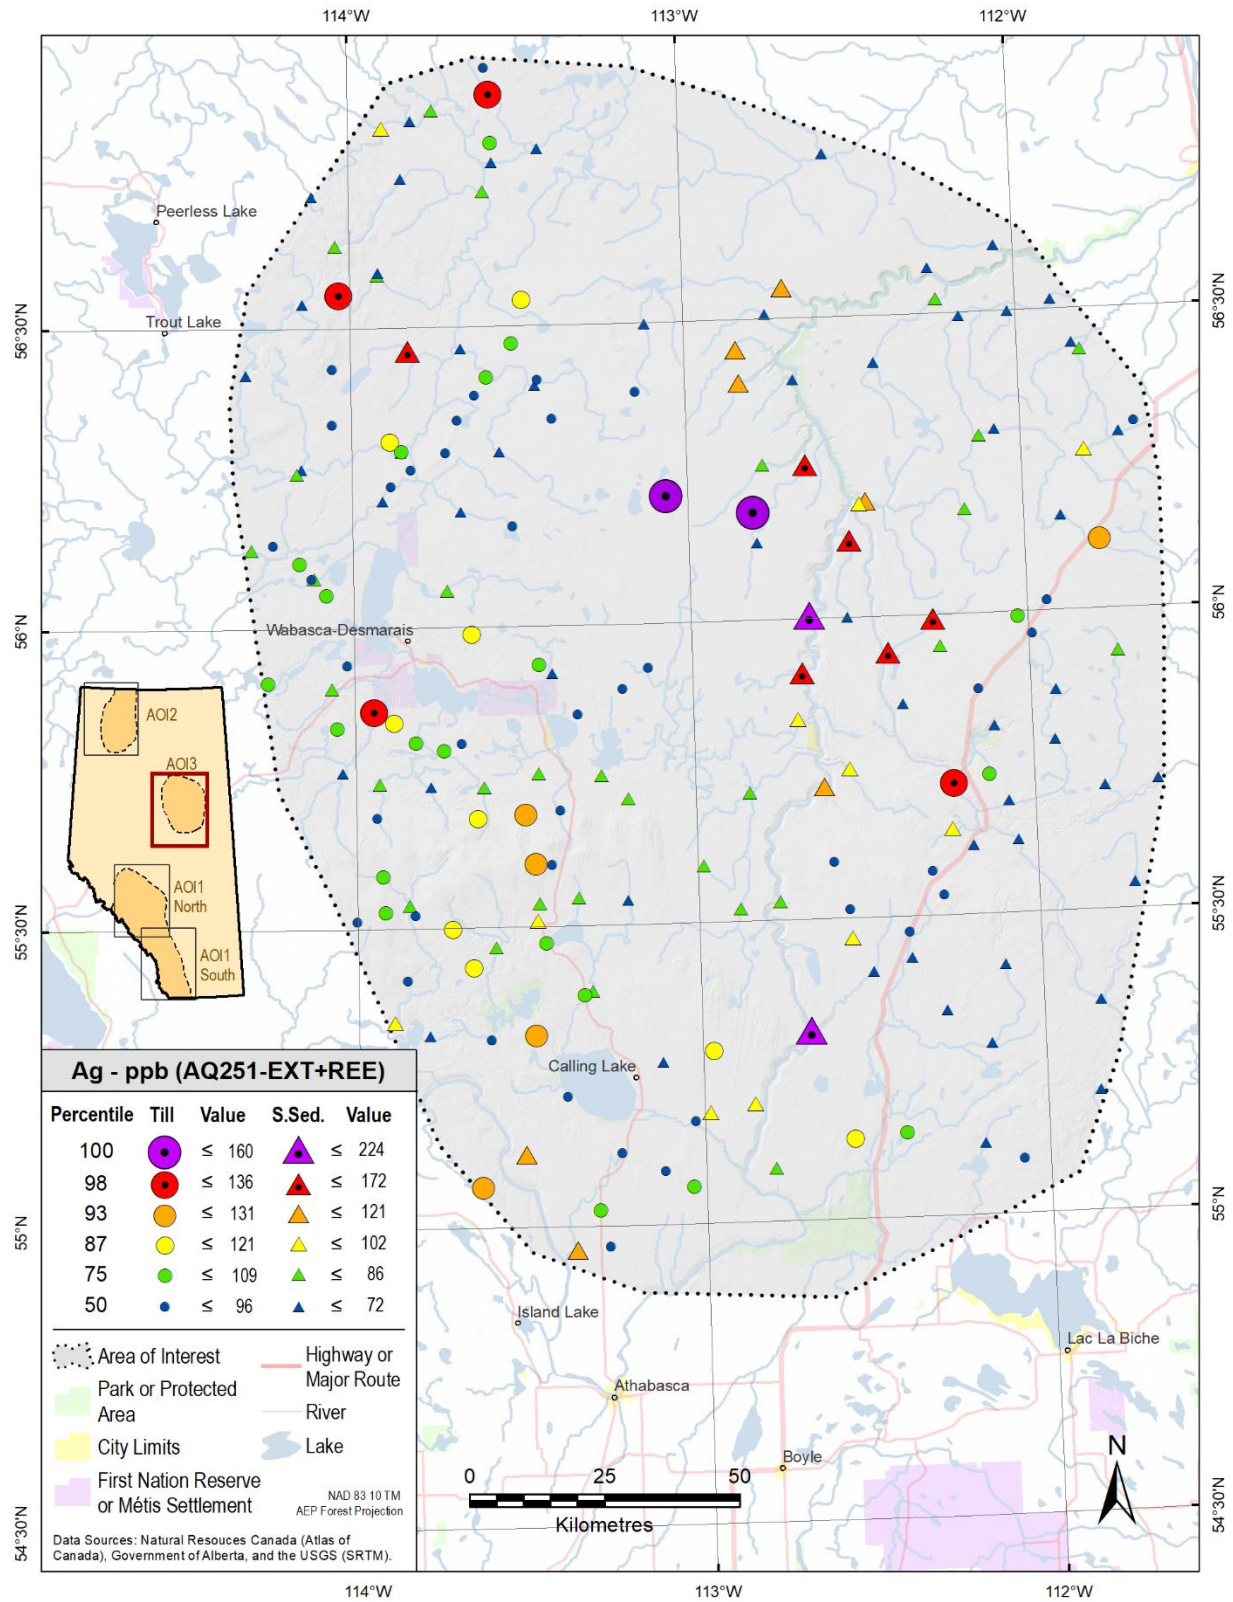 114°W 113°W 112°W
Peerless Lake
Trout Lake
56°30'N 56°30'N
56°N 56°N
Wabasca-Desmarais
AOI2
AOI3
AOI1
North
AOI1
South
55°30'N 55°30'N
Calling Lake
55°N 55°N
Ag - ppb (AQ251-EXT+REE)
Percentile Till Value S.Sed. Value
100 ≤ 160 ≤ 224
98 ≤ 136 ≤ 172
93 ≤ 131 ≤ 121
87 ≤ 121 ≤ 102
75 ≤ 109 ≤ 86
50 ≤ 96 ≤ 72
Area of Interest
Highway or
Major Route
Park or Protected
Area
River
City Limits
Lake
First Nation Reserve
or Métis Settlement
NAD 83 10 TM
AEP Forest Projection
Data Sources: Natural Resouces Canada (Atlas of
Canada), Government of Alberta, and the USGS (SRTM).
Island Lake
Lac La Biche
Athabasca
Boyle
0 25 50
Kilometres
N
54°30'N 54°30'N
114°W 113°W 112°W